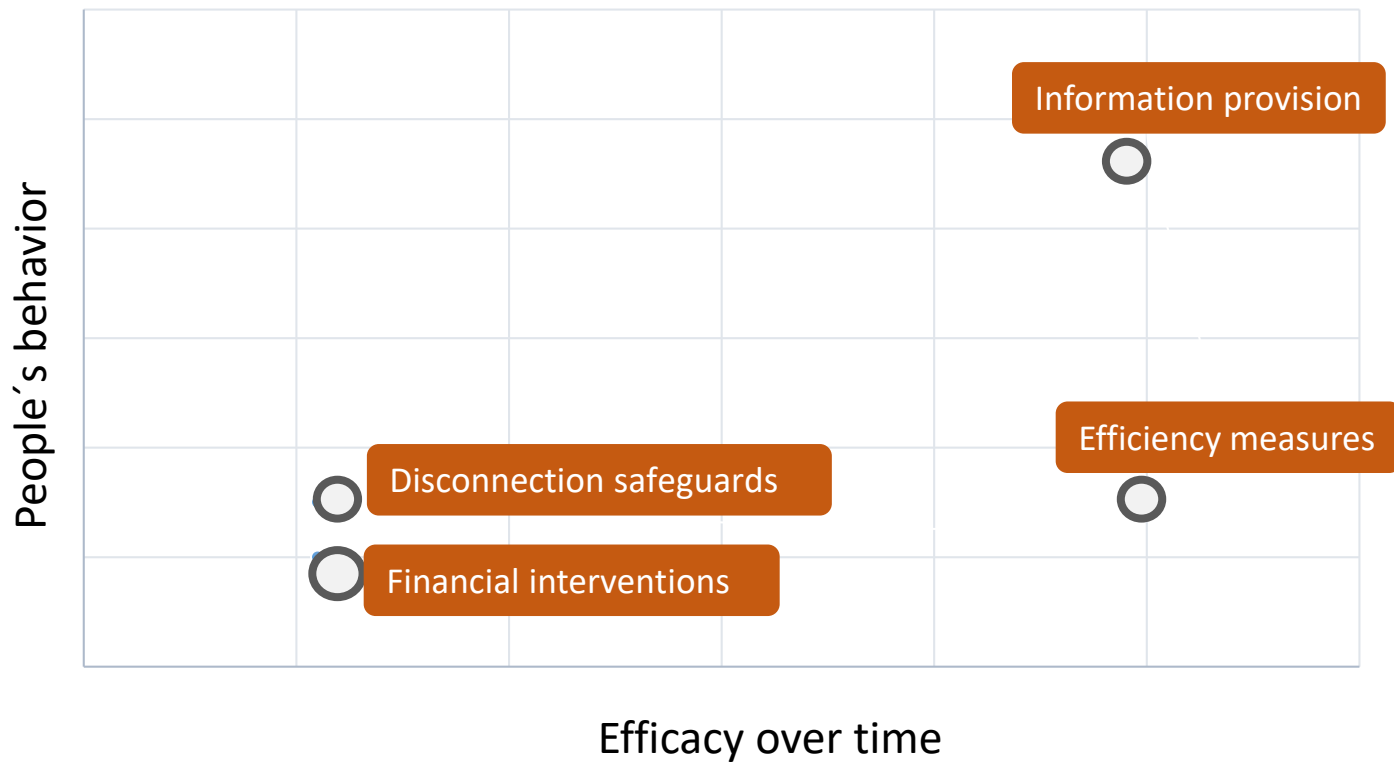 Information provision
People´s behavior
Efficiency measures
Disconnection safeguards
Financial interventions
Efficacy over time